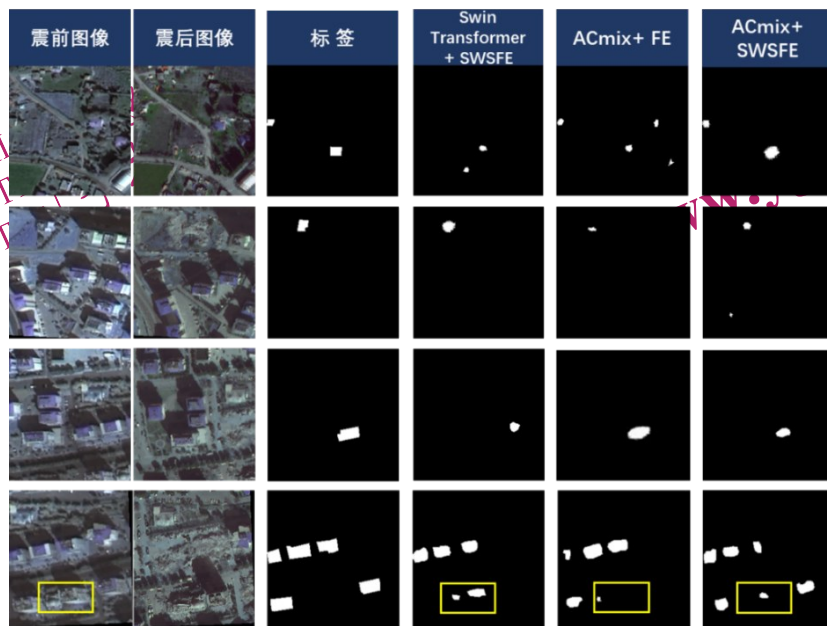 震前图像
震后图像
标 签
Swin
Transformer
+ SWSFE
ACmix+ FE
ACmix+
SWSFE